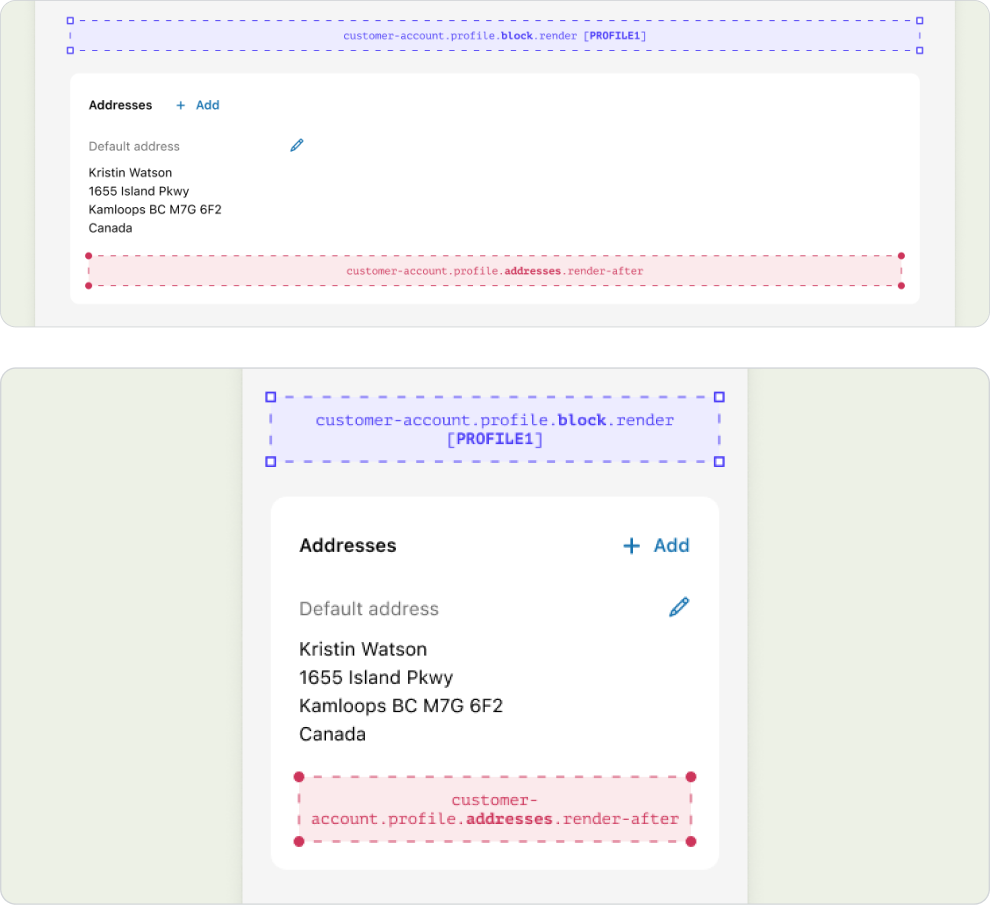 customer-account.profile.block.render [PROFILE1]
Addresses + Add
Default address
Kristin Watson
1655 Island Pkwy
Kamloops BC M7G 6F2
Canada
customer-account.profile.addresses.render-after
customer-account.profile.block.render
[PROFILE1]
Addresses + Add
Default address
Kristin Watson
1655 Island Pkwy
Kamloops BC M7G 6F2
Canada
customer-
account.profile.addresses.render-after